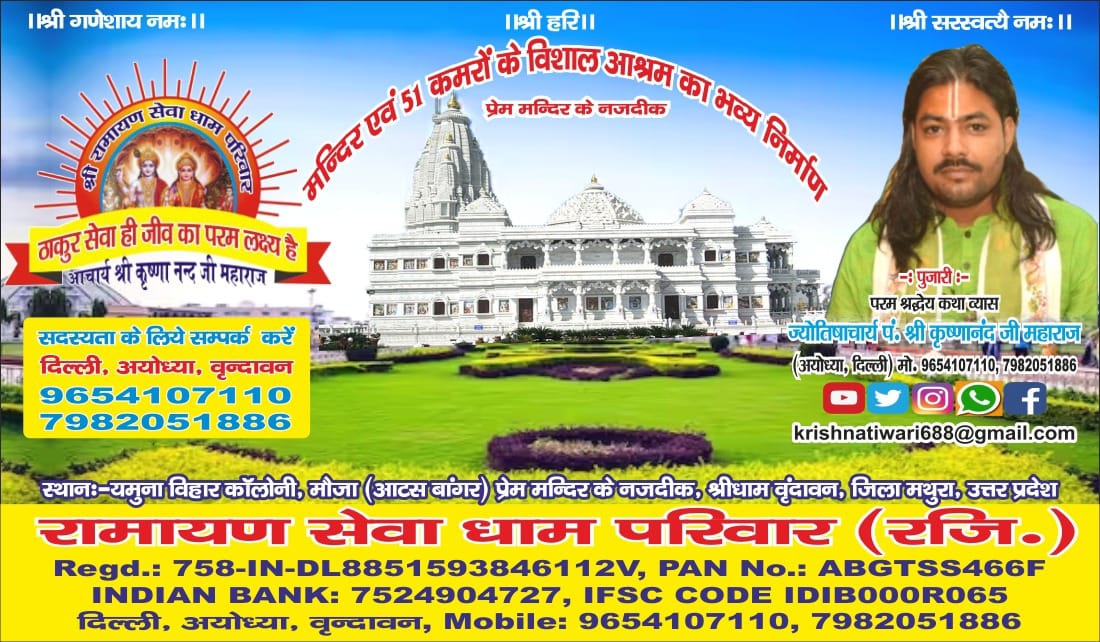 ।।श्री गणेशाय नमः।।
।।श्री हरि।।
।।श्री सरस्वत्यै नमः।।
मन्दिर एवं 51 कमरों के विशाल आश्रम का भव्य निर्माण
प्रेम मन्दिर के नजदीक
श्री रामायण सेवा धाम परिवार
ठाकुर सेवा ही जीव का परम लक्ष्य है
आचार्य श्री कृष्णा नन्द जी महाराज
सदस्यता के लिये सम्पर्क करें
दिल्ली, अयोध्या, वृन्दावन
9654107110
7982051886
-: पुजारी :-
परम श्रद्धेय कथा व्यास
ज्योतिषाचार्य पं. श्री कृष्णानंद जी महाराज
(अयोध्या, दिल्ली) मो. 9654107110, 7982051886
krishnatiwari688@gmail.com
स्थानः-यमुना विहार कॉलोनी, मौजा (आटस बांगर) प्रेम मन्दिर के नजदीक, श्रीधाम वृंदावन, जिला मथुरा, उत्तर प्रदेश
रामायण सेवा धाम परिवार (रजि.)
Regd.: 758-IN-DL8851593846112V, PAN No.: ABGTSS466F
INDIAN BANK: 7524904727, IFSC CODE IDIB000R065
दिल्ली, अयोध्या, वृन्दावन, Mobile: 9654107110, 7982051886